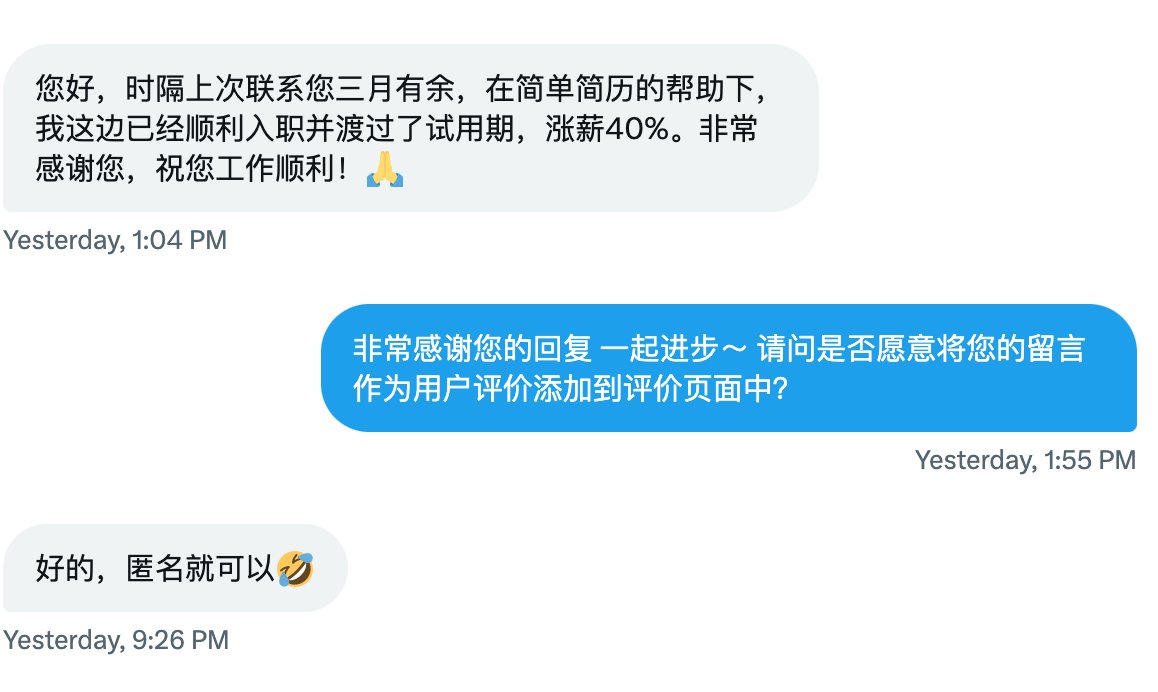 您好，时隔上次联系您三月有余，在简单简历的帮助下，
我这边已经顺利入职并渡过了试用期，涨薪40%。非常
感谢您，祝您工作顺利！🙏
Yesterday, 1:04 PM
非常感谢您的回复 一起进步～ 请问是否愿意将您的留言
作为用户评价添加到评价页面中?
Yesterday, 1:55 PM
好的，匿名就可以🤣
Yesterday, 9:26 PM